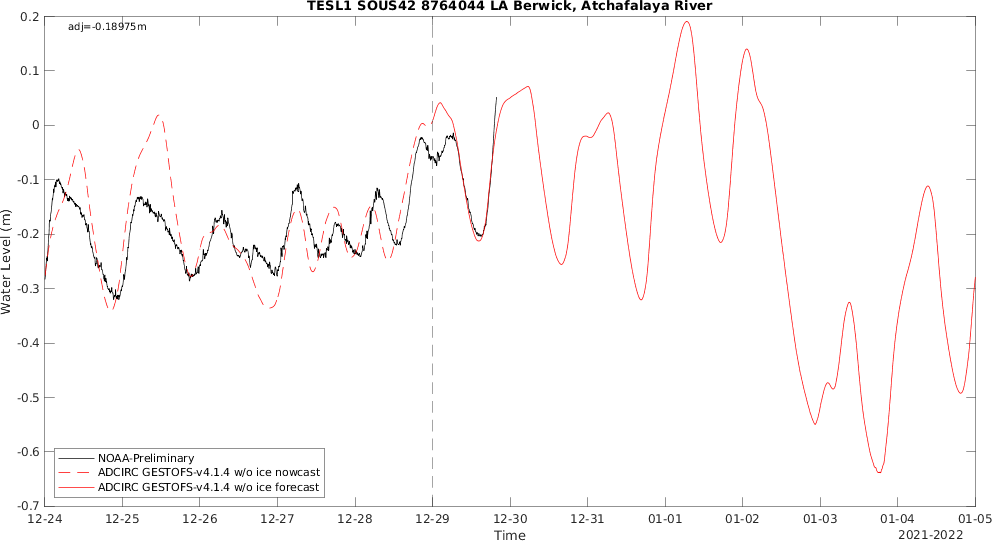 TESL1 SOUS42 8764044 LA Berwick, Atchafalaya River
adj=-0.18975m
0.2
0.1
0
-0.1
-0.2
-0.3
-0.4
-0.5
-0.6
-0.7
Water Level (m)
NOAA-Preliminary
ADCIRC GESTOFS-v4.1.4 w/o ice nowcast
ADCIRC GESTOFS-v4.1.4 w/o ice forecast
12-24 12-25 12-26 12-27 12-28 12-29 12-30 12-31 01-01 01-02 01-03 01-04 01-05
Time
2021-2022